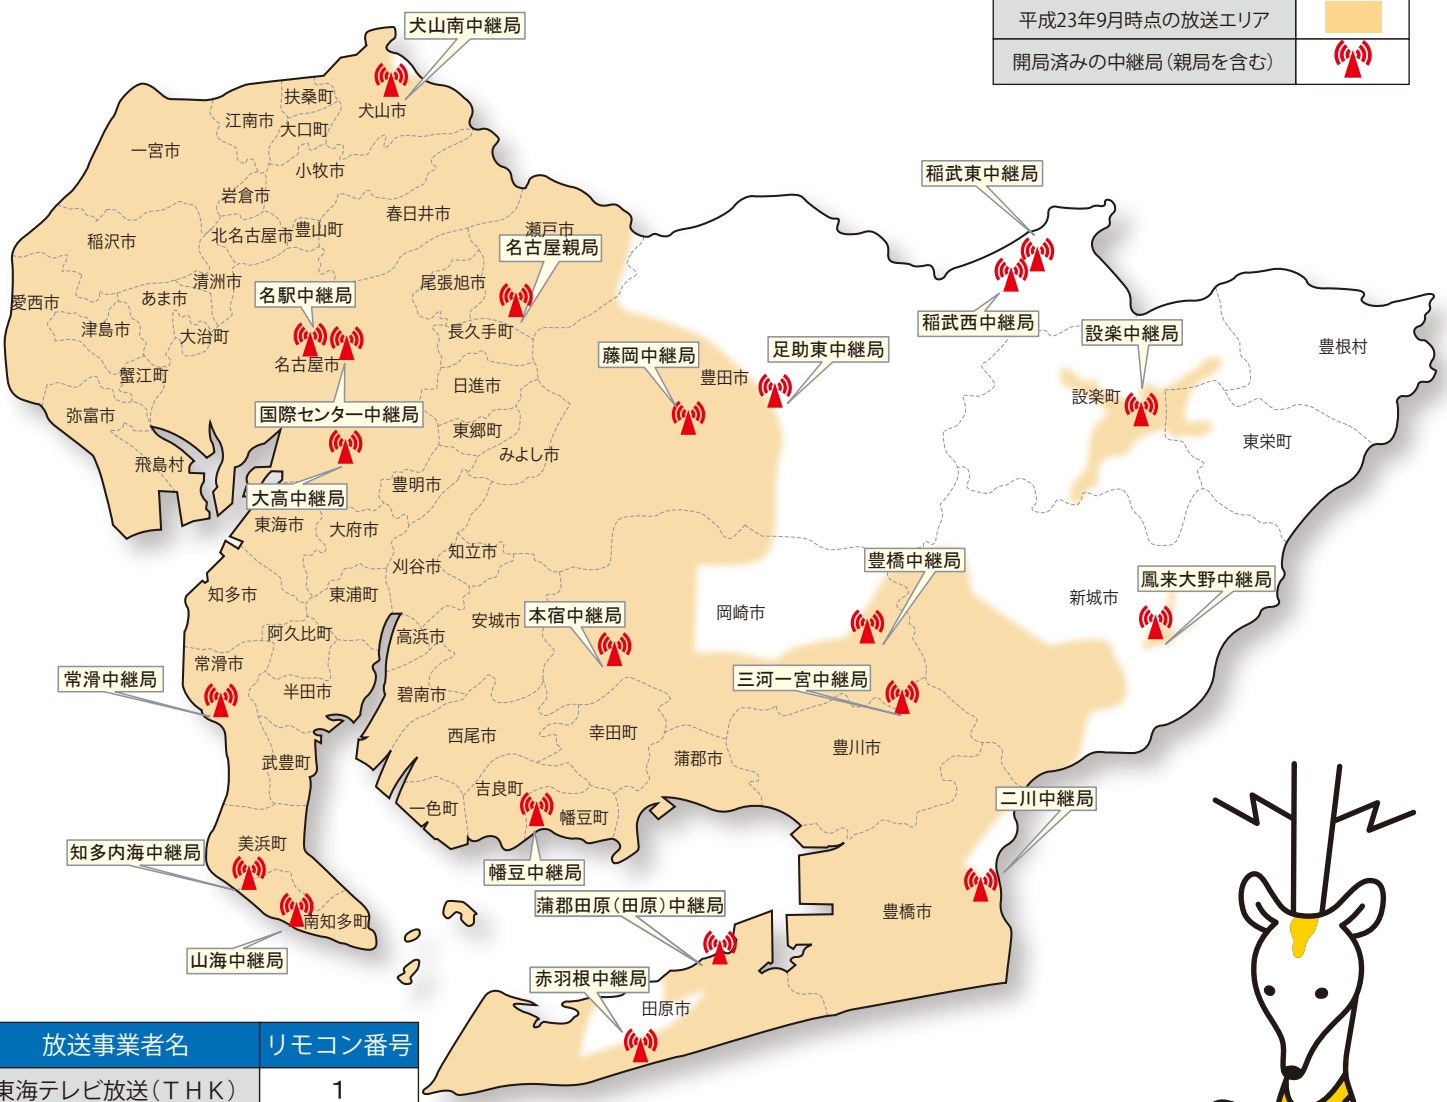 平成23年9月時点の放送エリア
開局済みの中継局（親局を含む）
犬山南中継局
扶桑町
犬山市
江南市
大口町
一宮市
小牧市
岩倉市
春日井市
稲沢市
北名古屋市
豊山町
瀬戸市
名古屋親局
稲武東中継局
清洲市
尾張旭市
愛西市
あま市
名駅中継局
津島市
大治町
長久手町
稲武西中継局
設楽中継局
豊根村
名古屋市
蟹江町
日進市
藤岡中継局
豊田市
足助東中継局
設楽町
弥富市
国際センター中継局
東郷町
東栄町
飛島村
みよし市
大高中継局
豊明市
東海市
大府市
知立市
刈谷市
豊橋中継局
知多市
東浦町
鳳来大野中継局
新城市
安城市
本宿中継局
岡崎市
阿久比町
高浜市
常滑市
常滑中継局
半田市
碧南市
三河一宮中継局
西尾市
幸田町
豊川市
武豊町
蒲郡市
吉良町
一色町
幡豆町
二川中継局
美浜町
知多内海中継局
幡豆中継局
蒲郡田原（田原）中継局
豊橋市
南知多町
山海中継局
赤羽根中継局
田原市
放送事業者名
リモコン番号
東海テレビ放送（ＴＨＫ）
1